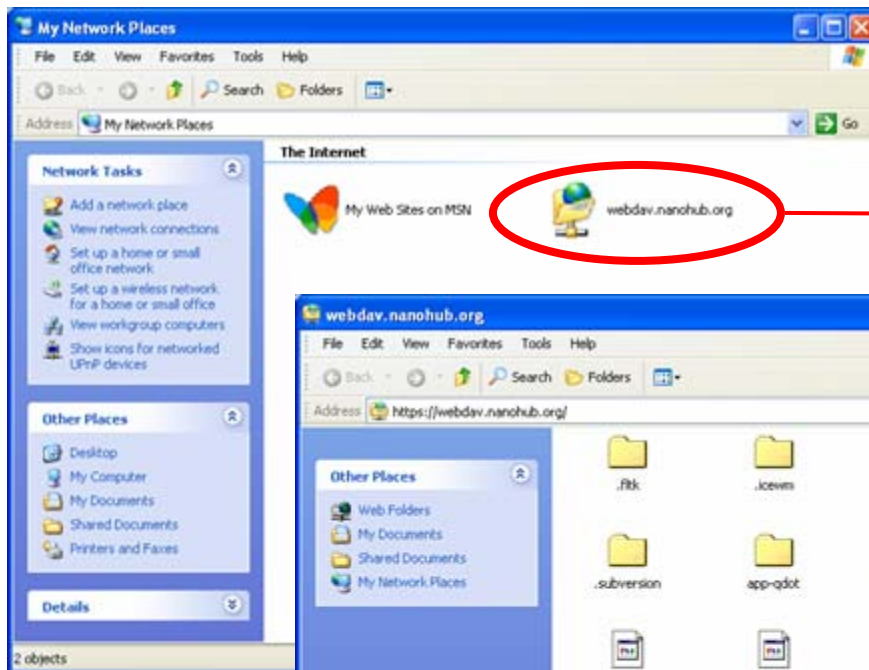 My Network Places
File Edit View Favorites Tools Help
Back Search Folders
Address My Network Places Go
Network Tasks
Add a network place
View network connections
Set up a home or small
office network
Set up a wireless network
for a home or small office
View workgroup computers
Show icons for networked
UPnP devices
Other Places
Desktop
My Computer
My Documents
Shared Documents
Printers and Faxes
Details
2 objects
The Internet
My Web Sites on MSN
webdav.nanohub.org
webdav.nanohub.org
File Edit View Favorites Tools Help
Back Search Folders
Address https://webdav.nanohub.org/
Other Places
Web Folders
My Documents
Shared Documents
My Network Places
.fltk
.icewm
.subversion
app-qdot